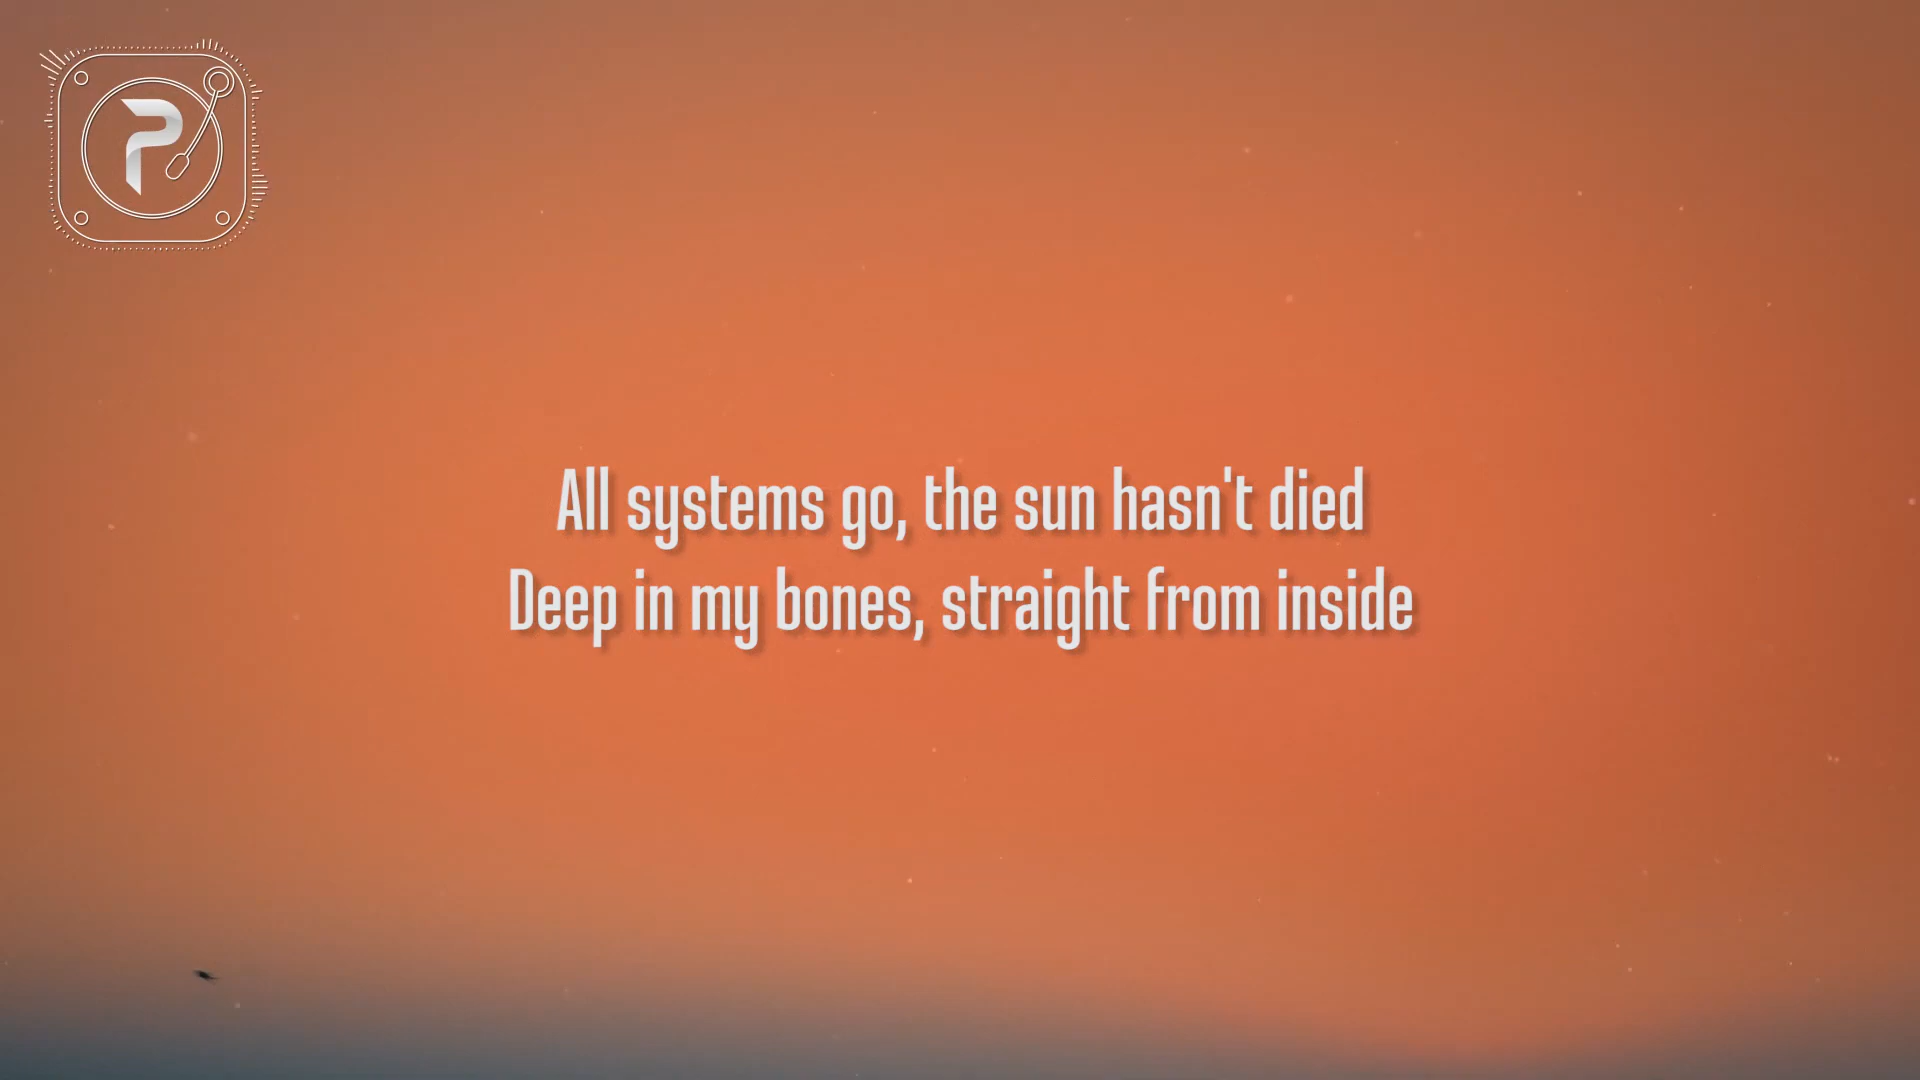 P
All systems go, the sun hasn't died
Deep in my bones, straight from inside